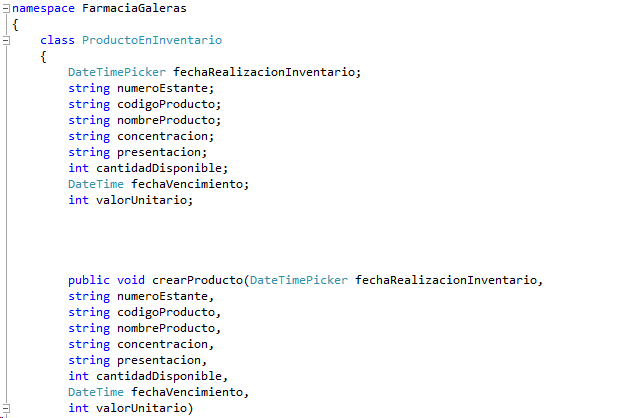 namespace FarmaciaGaleras
{
class ProductoEnInventario
{
DateTimePicker fechaRealizacionInventario;
string numeroEstante;
string codigoProducto;
string nombreProducto;
string concentracion;
string presentacion;
int cantidadDisponible;
DateTime fechaVencimiento;
int valorUnitario;
public void crearProducto(DateTimePicker fechaRealizacionInventario,
string numeroEstante,
string codigoProducto,
string nombreProducto,
string concentracion,
string presentacion,
int cantidadDisponible,
DateTime fechaVencimiento,
int valorUnitario)